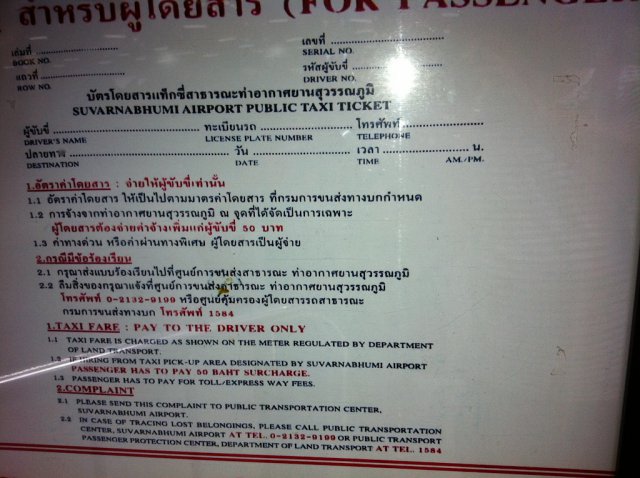 สำหรับผู้โดยสาร (FOR PASSENGER
เล่มที่ ........ เลขที่ ........
BOOK NO. SERIAL NO.
แถวที่ ........ รหัสผู้ขับขี่ ........
ROW NO. DRIVER NO.
บัตรโดยสารแท็กซี่สาธารณะท่าอากาศยานสุวรรณภูมิ
SUVARNABHUMI AIRPORT PUBLIC TAXI TICKET
ผู้ขับขี่ ........ ทะเบียนรถ ........ โทรศัพท์ ........
DRIVER'S NAME LICENSE PLATE NUMBER TELEPHONE
ปลายทาง ........ วัน ........ เวลา ........ น.
DESTINATION DATE TIME AM./PM.
1.อัตราค่าโดยสาร : จ่ายให้ผู้ขับขี่เท่านั้น
1.1 อัตราค่าโดยสาร ให้เป็นไปตามมาตรค่าโดยสาร ที่กรมการขนส่งทางบกกำหนด
1.2 การจ้างจากท่าอากาศยานสุวรรณภูมิ ณ จุดที่ได้จัดเป็นการเฉพาะ
ผู้โดยสารต้องจ่ายค่าจ้างเพิ่มแก่ผู้ขับขี่ 50 บาท
1.3 ค่าทางด่วน หรือค่าผ่านทางพิเศษ ผู้โดยสารเป็นผู้จ่าย
2.กรณีมีข้อร้องเรียน
2.1 กรุณาส่งแบบร้องเรียนไปที่ศูนย์การขนส่งสาธารณะ ท่าอากาศยานสุวรรณภูมิ
2.2 ลืมสิ่งของกรุณาแจ้งที่ศูนย์การขนส่งสาธารณะ ท่าอากาศยานสุวรรณภูมิ
โทรศัพท์ 0-2132-9199 หรือศูนย์คุ้มครองผู้โดยสารรถสาธารณะ
กรมการขนส่งทางบก โทรศัพท์ 1584
1.TAXI FARE : PAY TO THE DRIVER ONLY
1.1 TAXI FARE IS CHARGED AS SHOWN ON THE METER REGULATED BY DEPARTMENT
OF LAND TRANSPORT.
1.2 IF HIRING FROM TAXI PICK-UP AREA DESIGNATED BY SUVARNABHUMI AIRPORT
PASSENGER HAS TO PAY 50 BAHT SURCHARGE.
1.3 PASSENGER HAS TO PAY FOR TOLL/EXPRESS WAY FEES.
2.COMPLAINT
2.1 PLEASE SEND THIS COMPLAINT TO PUBLIC TRANSPORTATION CENTER,
SUVARNABHUMI AIRPORT.
2.2 IN CASE OF TRACING LOST BELONGINGS, PLEASE CALL PUBLIC TRANSPORTATION
CENTER, SUVARNABHUMI AIRPORT AT TEL. 0-2132-9199 OR PUBLIC TRANSPORT
PASSENGER PROTECTION CENTER, DEPARTMENT OF LAND TRANSPORT AT TEL. 1584